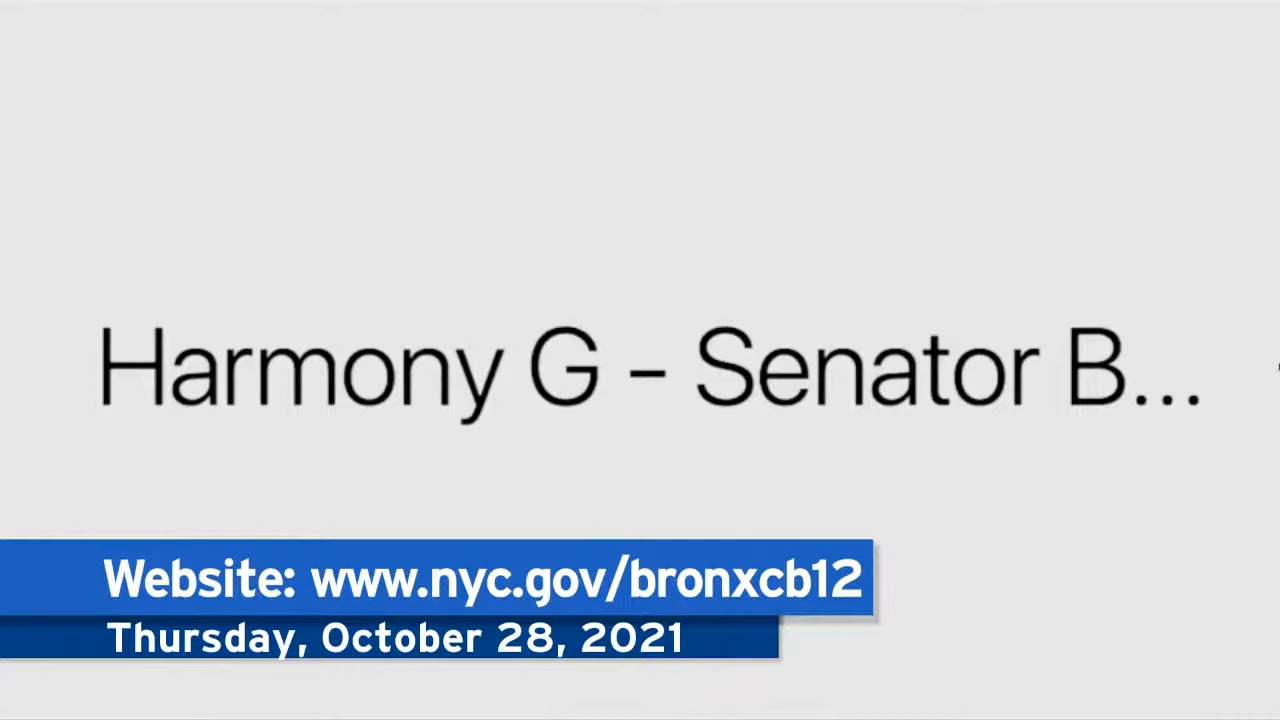 Harmony G - Senator B...
Website: www.nyc.gov/bronxcb12
Thursday, October 28, 2021